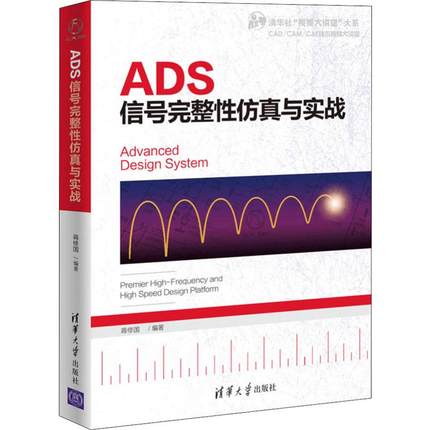 清华社"视频大讲堂"大系
CAD/CAM/CAE技术视频大讲堂
ADS
信号完整性仿真与实战
Advanced
Design System
Premier High-Frequency and
High Speed Design Platform
蒋修国 / 编著
清华大学出版社
ADS
信号完整性仿真与实战
蒋修国 / 编著
清华大学出版社